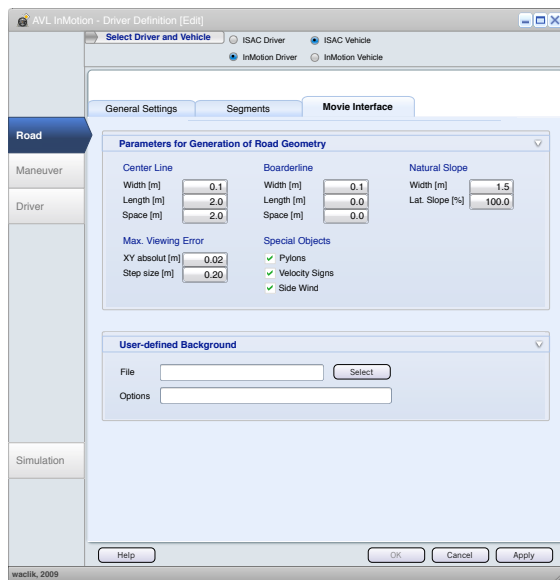 AVL InMotion - Driver Definition [Edit]
Select Driver and Vehicle
ISAC Driver
ISAC Vehicle
InMotion Driver
InMotion Vehicle
General Settings
Segments
Movie Interface
Road
Maneuver
Driver
Simulation
Parameters for Generation of Road Geometry
Center Line
Width [m] 0.1
Length [m] 2.0
Space [m] 2.0
Boarderline
Width [m] 0.1
Length [m] 0.0
Space [m] 0.0
Natural Slope
Width [m] 1.5
Lat. Slope [%] 100.0
Max. Viewing Error
XY absolut [m] 0.02
Step size [m] 0.20
Special Objects
Pylons
Velocity Signs
Side Wind
User-defined Background
File
Select
Options
Help
OK
Cancel
Apply
waclik, 2009